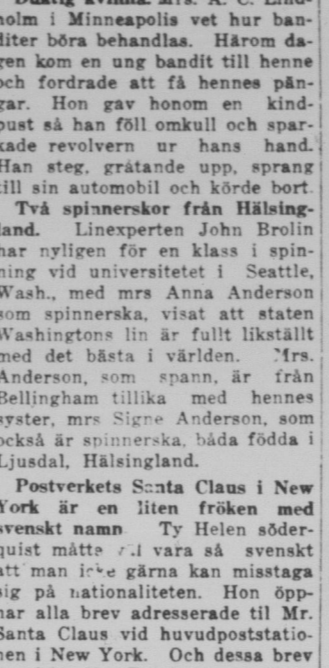 Duktig kvinna. Mrs. A. C. Lind-
holm i Minneapolis vet hur ban-
diter böra behandlas. Härom da-
gen kom en ung bandit till henne
och fordrade att få hennes pän-
gar. Hon gav honom en kind-
pust så han föll omkull och spar-
kade revolvern ur hans hand.
Han steg, gråtande upp, sprang
till sin automobil och körde bort.
Två spinnerskor från Hälsing-
land. Linexperten John Brolin
har nyligen för en klass i spin-
ning vid universitetet i Seattle,
Wash., med mrs Anna Anderson
som spinnerska, visat att staten
Washingtons lin är fullt likställt
med det bästa i världen. Mrs.
Anderson, som spann, är från
Bellingham tillika med hennes
syster, mrs Signe Anderson, som
också är spinnerska, båda födda i
Ljusdal, Hälsingland.
Postverkets Santa Claus i New
York är en liten fröken med
svenskt namn Ty Helen söder-
quist måtte vara så svenskt
att man icke gärna kan misstaga
sig på nationaliteten. Hon öpp-
nar alla brev adresserade til Mr.
Santa Claus vid huvudpoststatio-
nen i New York. Och dessa brev